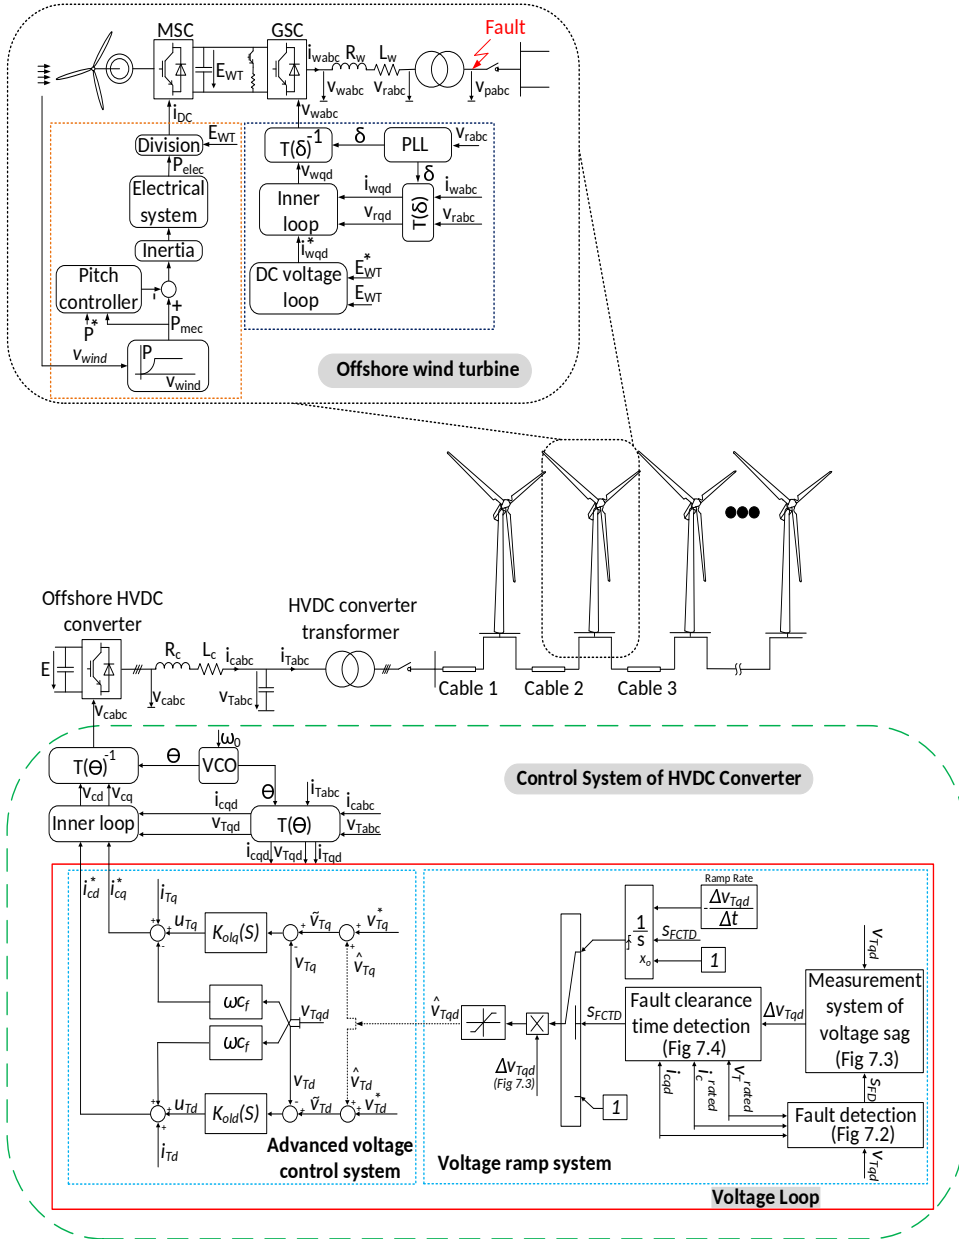 MSC
GSC
Fault
i_wabc
R_w
L_w
E_WT
v_wabc
v_rabc
v_pabc
i_DC
v_wabc
Division
E_WT
T(δ)^-1
δ
PLL
v_rabc
P_elec
v_wqd
δ
Electrical
system
Inner
loop
i_wqd
v_rqd
T(δ)
i_wabc
v_rabc
Inertia
i*_wqd
Pitch
controller
-
+
DC voltage
loop
E*_WT
E_WT
P*
P_mec
v_wind
P
v_wind
Offshore wind turbine
Offshore HVDC
converter
HVDC converter
transformer
E
R_c
L_c
i_cabc
i_Tabc
v_cabc
v_Tabc
Cable 1
Cable 2
Cable 3
v_cabc
T(Θ)^-1
Θ
ω_0
VCO
Θ
Control System of HVDC Converter
v_cd
v_cq
i_Tabc
Inner loop
i_cqd
v_Tqd
T(Θ)
i_cabc
v_Tabc
i_cqd
v_Tqd
i_Tqd
i*_cd
i*_cq
i_Tq
+
+
-
u_Tq
K_olq(S)
+
-
ṽ_Tq
+
+
v*_Tq
v_Tq
v̂_Tq
ωc_f
v_Tqd
ωc_f
v_Td
v̂_Td
+
+
+
u_Td
K_old(S)
-
+
ṽ_Td
+
+
v*_Td
i_Td
Advanced voltage
control system
Ramp Rate
-Δv_Tqd/Δt
1/s
x_o
s_FCTD
1
v̂_Tqd
Δv_Tqd
(Fig 7.3)
s_FCTD
1
Fault clearance
time detection
(Fig 7.4)
Δv_Tqd
v_Tqd
Measurement
system of
voltage sag
(Fig 7.3)
i_cqd
i_c^rated
v_T^rated
s_FD
Fault detection
(Fig 7.2)
v_Tqd
Voltage ramp system
Voltage Loop